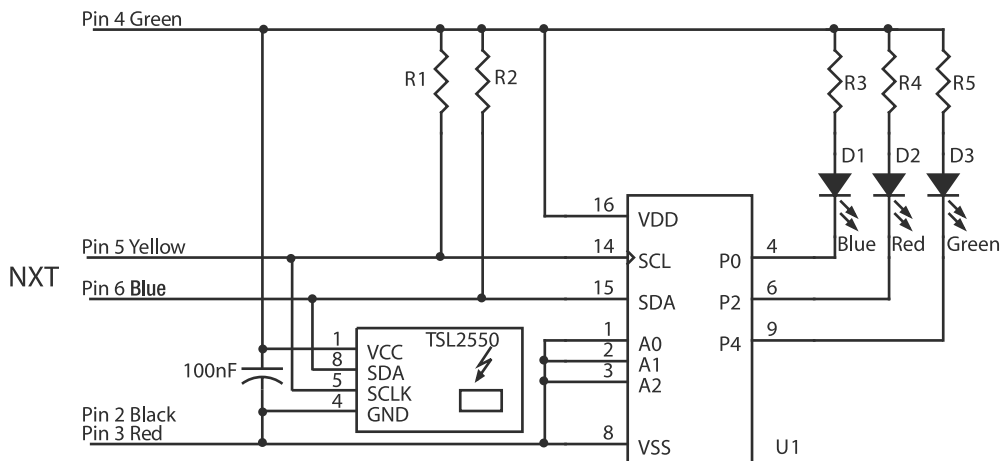 Pin 4 Green
R1
R2
R3
R4
R5
D1
D2
D3
16
VDD
Blue
Red
Green
Pin 5 Yellow
14
SCL
P0
4
NXT
Pin 6 Blue
15
SDA
P2
6
1
A0
P4
9
2
A1
3
A2
TSL2550
1
VCC
8
SDA
5
SCLK
4
GND
100nF
Pin 2 Black
Pin 3 Red
8
VSS
U1